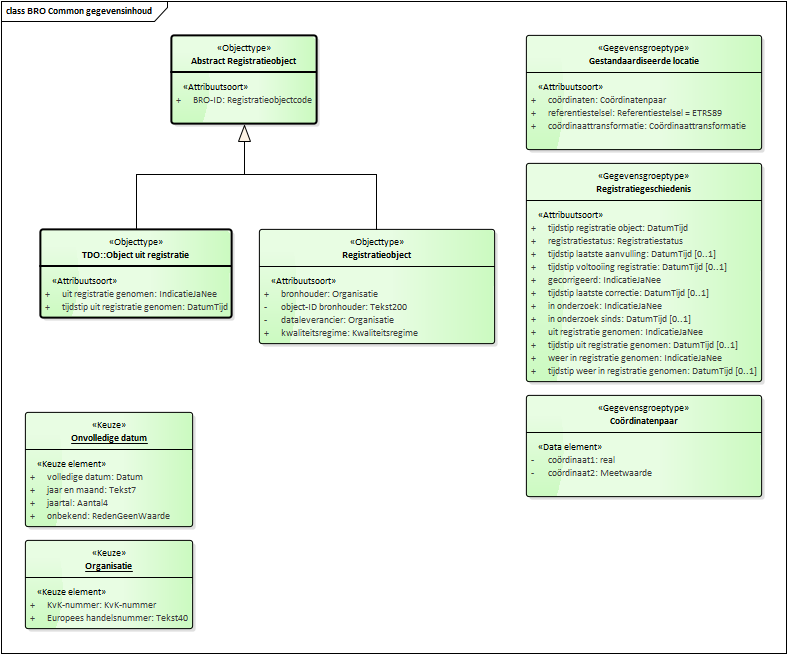 class BRO Common gegevensinhoud
«Objecttype»
Abstract Registratieobject
«Attribuutsoort»
+ BRO-ID: Registratieobjectcode
«Objecttype»
TDO::Object uit registratie
«Attribuutsoort»
+ uit registratie genomen: IndicatieJaNee
+ tijdstip uit registratie genomen: DatumTijd
«Objecttype»
Registratieobject
«Attribuutsoort»
+ bronhouder: Organisatie
- object-ID bronhouder: Tekst200
- dataleverancier: Organisatie
+ kwaliteitsregime: Kwaliteitsregime
«Keuze»
Onvolledige datum
«Keuze element»
+ volledige datum: Datum
+ jaar en maand: Tekst7
+ jaartal: Aantal4
+ onbekend: RedenGeenWaarde
«Keuze»
Organisatie
«Keuze element»
+ KvK-nummer: KvK-nummer
+ Europees handelsnummer: Tekst40
«Gegevensgroeptype»
Gestandaardiseerde locatie
«Attribuutsoort»
+ coördinaten: Coördinatenpaar
+ referentiestelsel: Referentiestelsel = ETRS89
+ coördinaattransformatie: Coördinaattransformatie
«Gegevensgroeptype»
Registratiegeschiedenis
«Attribuutsoort»
+ tijdstip registratie object: DatumTijd
+ registratiestatus: Registratiestatus
+ tijdstip laatste aanvulling: DatumTijd [0..1]
+ tijdstip voltooiing registratie: DatumTijd [0..1]
+ gecorrigeerd: IndicatieJaNee
+ tijdstip laatste correctie: DatumTijd [0..1]
+ in onderzoek: IndicatieJaNee
+ in onderzoek sinds: DatumTijd [0..1]
+ uit registratie genomen: IndicatieJaNee
+ tijdstip uit registratie genomen: DatumTijd [0..1]
+ weer in registratie genomen: IndicatieJaNee
+ tijdstip weer in registratie genomen: DatumTijd [0..1]
«Gegevensgroeptype»
Coördinatenpaar
«Data element»
- coördinaat1: real
- coördinaat2: Meetwaarde